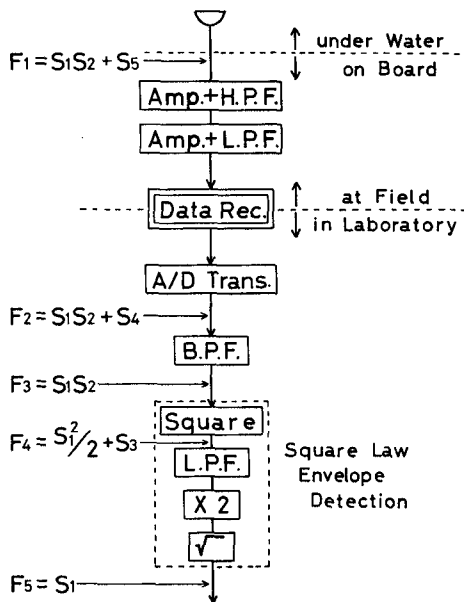 under Water
F₁ = S₁S₂ + S₅
on Board
Amp.+H.P.F.
Amp.+L.P.F.
at Field
Data Rec.
in Laboratory
A/D Trans.
F₂ = S₁S₂ + S₄
B.P.F.
F₃ = S₁S₂
Square
F₄ = S₁²/2 + S₃
L.P.F.
Square Law
Envelope
Detection
X 2
√
F₅ = S₁